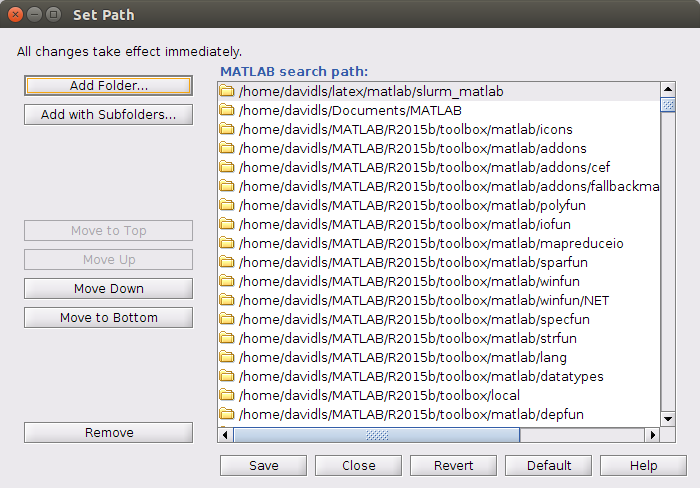 Set Path
All changes take effect immediately.
Add Folder...
Add with Subfolders...
Move to Top
Move Up
Move Down
Move to Bottom
Remove
MATLAB search path:
/home/davidls/latex/matlab/slurm_matlab
/home/davidls/Documents/MATLAB
/home/davidls/MATLAB/R2015b/toolbox/matlab/icons
/home/davidls/MATLAB/R2015b/toolbox/matlab/addons
/home/davidls/MATLAB/R2015b/toolbox/matlab/addons/cef
/home/davidls/MATLAB/R2015b/toolbox/matlab/addons/fallbackma
/home/davidls/MATLAB/R2015b/toolbox/matlab/polyfun
/home/davidls/MATLAB/R2015b/toolbox/matlab/iofun
/home/davidls/MATLAB/R2015b/toolbox/matlab/mapreduceio
/home/davidls/MATLAB/R2015b/toolbox/matlab/sparfun
/home/davidls/MATLAB/R2015b/toolbox/matlab/winfun
/home/davidls/MATLAB/R2015b/toolbox/matlab/winfun/NET
/home/davidls/MATLAB/R2015b/toolbox/matlab/specfun
/home/davidls/MATLAB/R2015b/toolbox/matlab/strfun
/home/davidls/MATLAB/R2015b/toolbox/matlab/lang
/home/davidls/MATLAB/R2015b/toolbox/matlab/datatypes
/home/davidls/MATLAB/R2015b/toolbox/local
/home/davidls/MATLAB/R2015b/toolbox/matlab/depfun
Save Close Revert Default Help